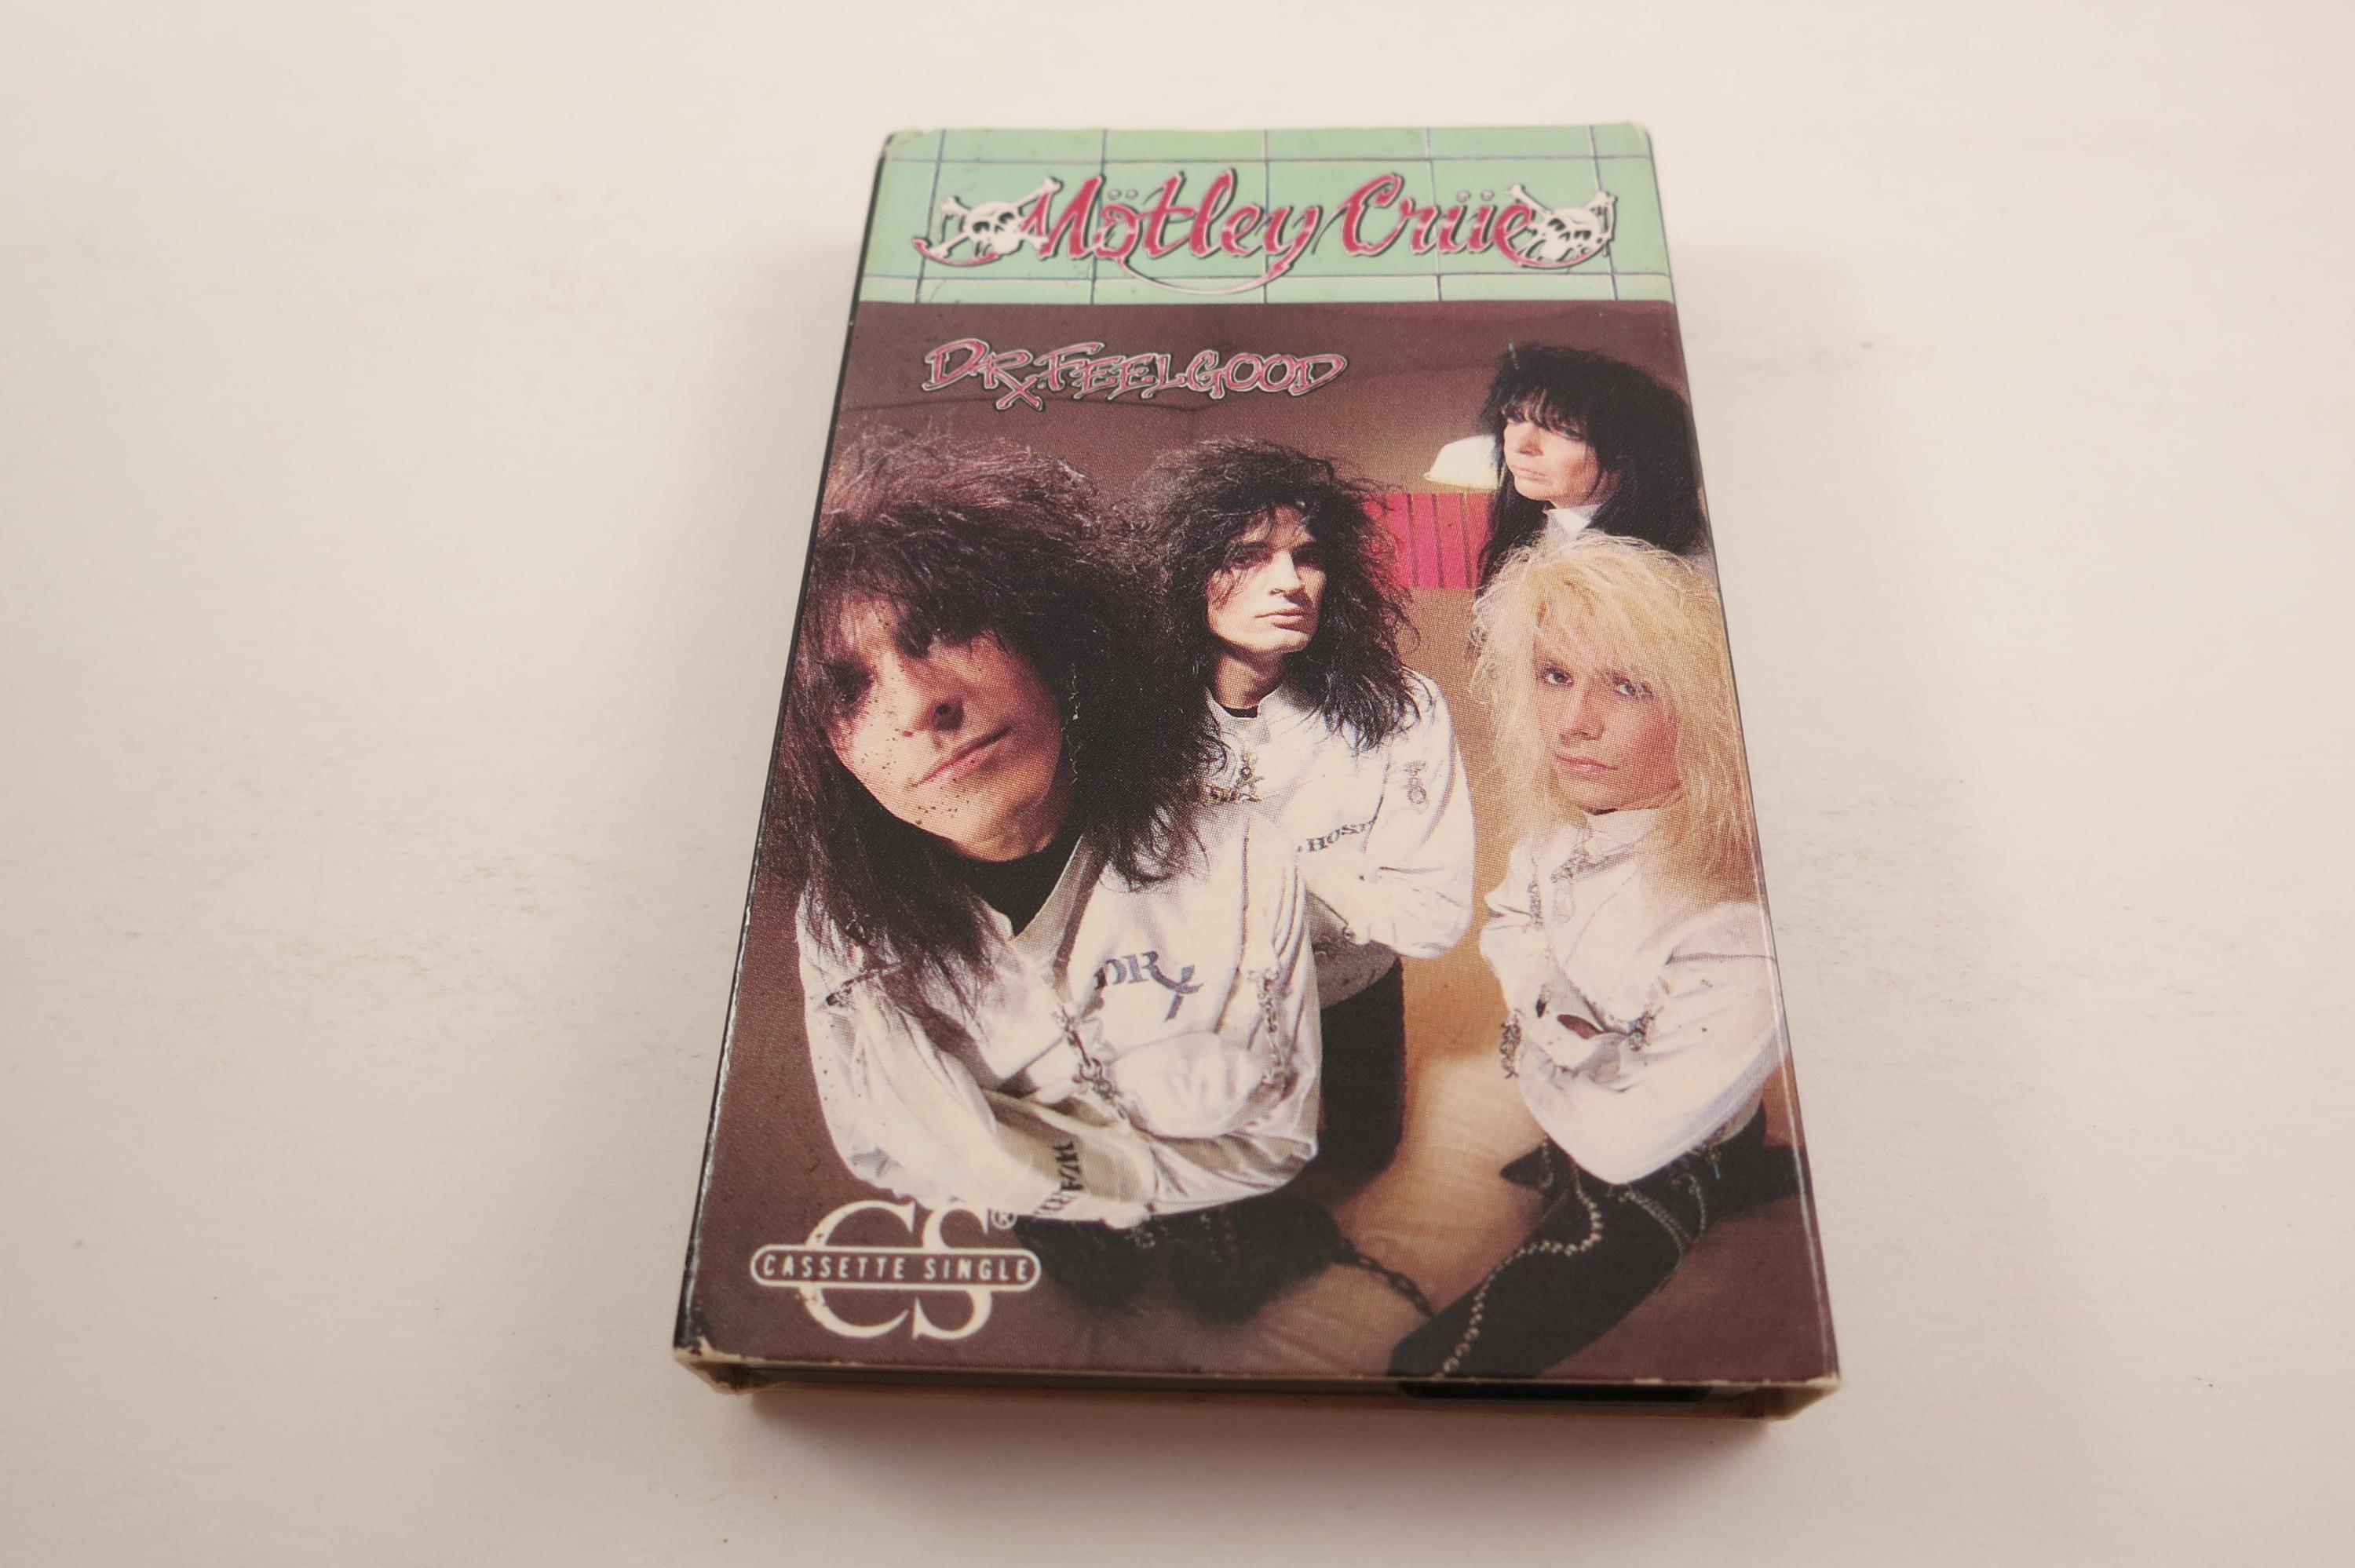 Mötley Crüe
DR. FEELGOOD
HOSP
DR
CS®
CASSETTE SINGLE